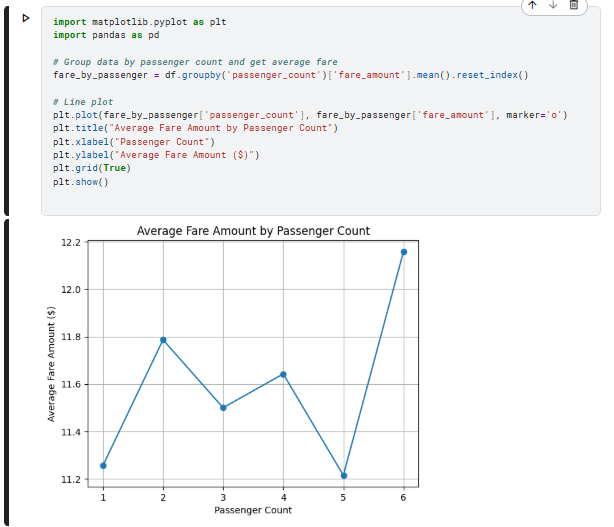 import matplotlib.pyplot as plt
import pandas as pd
# Group data by passenger count and get average fare
fare_by_passenger = df.groupby('passenger_count')['fare_amount'].mean().reset_index()
# Line plot
plt.plot(fare_by_passenger['passenger_count'], fare_by_passenger['fare_amount'], marker='o')
plt.title("Average Fare Amount by Passenger Count")
plt.xlabel("Passenger Count")
plt.ylabel("Average Fare Amount ($)")
plt.grid(True)
plt.show()
Average Fare Amount by Passenger Count
Average Fare Amount ($)
12.2
12.0
11.8
11.6
11.4
11.2
1 2 3 4 5 6
Passenger Count